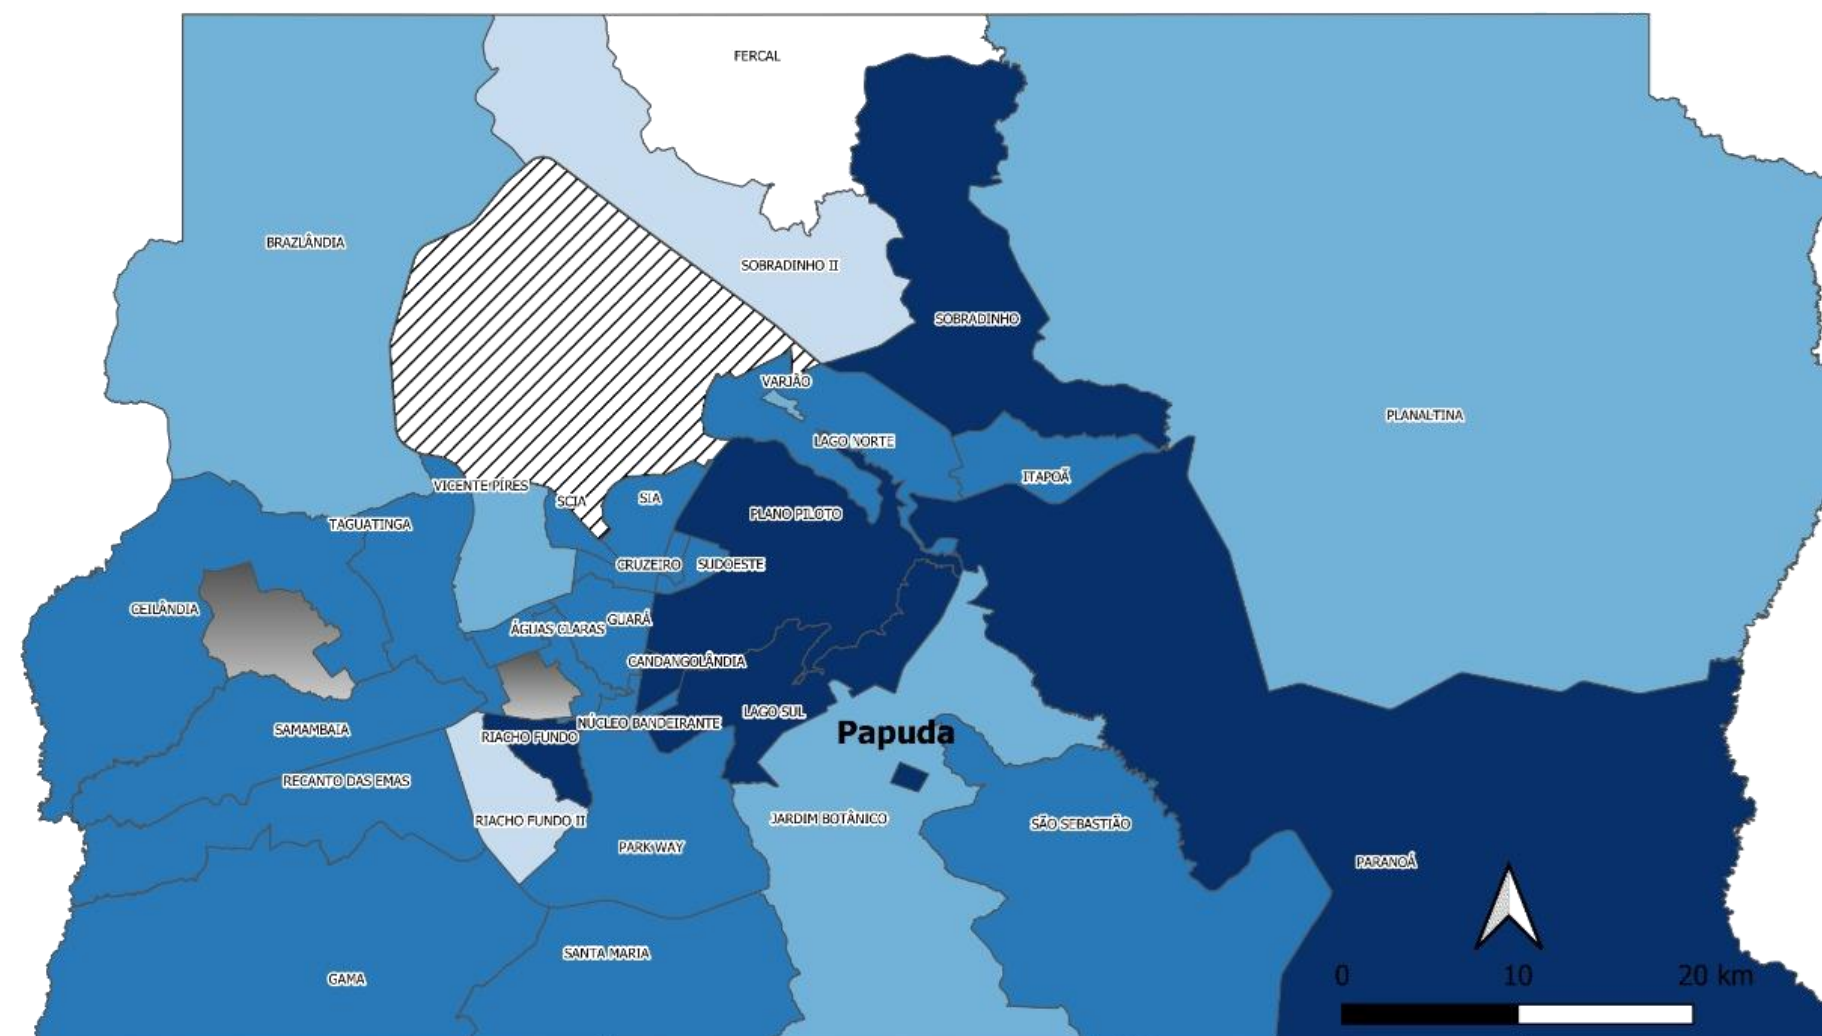 FERCAL
BRAZLÂNDIA
SOBRADINHO II
SOBRADINHO
VARJÃO
PLANALTINA
LAGO NORTE
ITAPOÃ
VICENTE PIRES
SCIA
SIA
PLANO PILOTO
TAGUATINGA
CRUZEIRO
SUDOESTE
CEILÂNDIA
ÁGUAS CLARAS
GUARÁ
CANDANGOLÂNDIA
LAGO SUL
NÚCLEO BANDEIRANTE
SAMAMBAIA
RIACHO FUNDO
Papuda
RECANTO DAS EMAS
RIACHO FUNDO II
JARDIM BOTÂNICO
SÃO SEBASTIÃO
PARK WAY
PARANOÁ
SANTA MARIA
GAMA
0 10 20 km